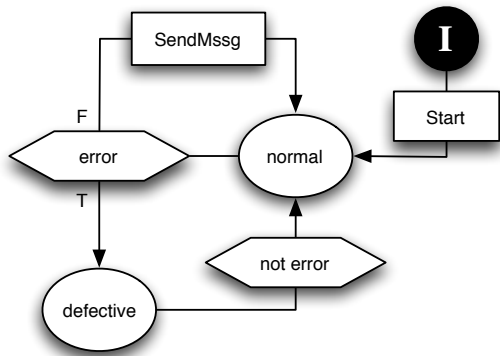 SendMssg
I
Start
F
error
normal
T
not error
defective